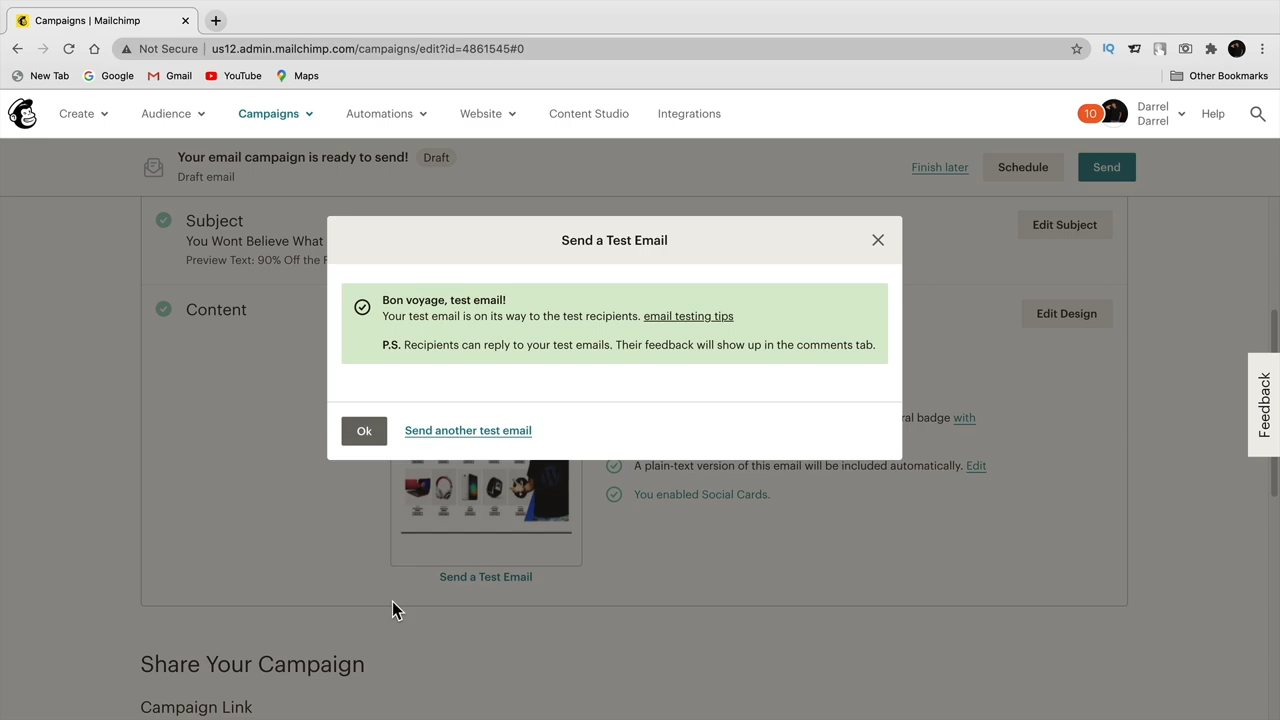 Campaigns | Mailchimp
Not Secure us12.admin.mailchimp.com/campaigns/edit?id=4861545#0
New Tab Google Gmail YouTube Maps Other Bookmarks
Create Audience Campaigns Automations Website Content Studio Integrations 10 Darrel Darrel Help
Your email campaign is ready to send! Draft
Draft email
Finish later Schedule Send
Subject
You Wont Believe What
Preview Text: 90% Off the
Edit Subject
Content
Edit Design
Send a Test Email
Bon voyage, test email!
Your test email is on its way to the test recipients. email testing tips
P.S. Recipients can reply to your test emails. Their feedback will show up in the comments tab.
Ok Send another test email
ral badge with
A plain-text version of this email will be included automatically. Edit
You enabled Social Cards.
Send a Test Email
Share Your Campaign
Campaign Link
Feedback